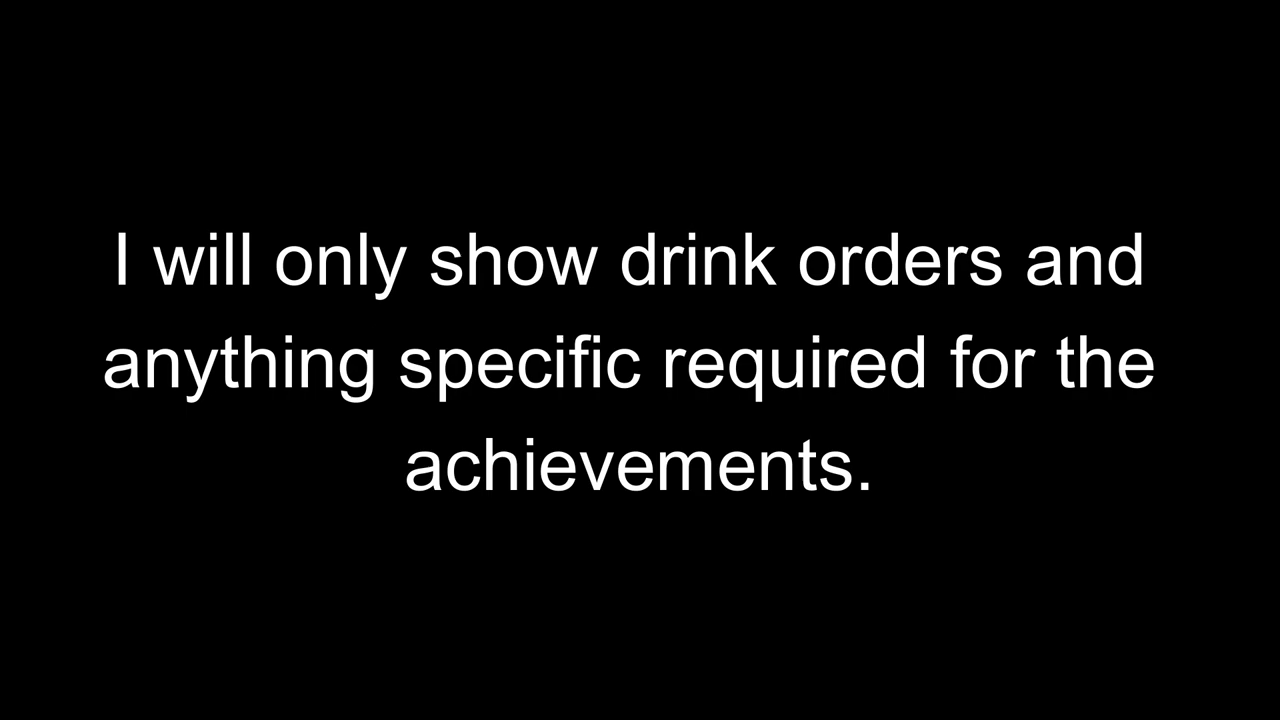 I will only show drink orders and
anything specific required for the
achievements.